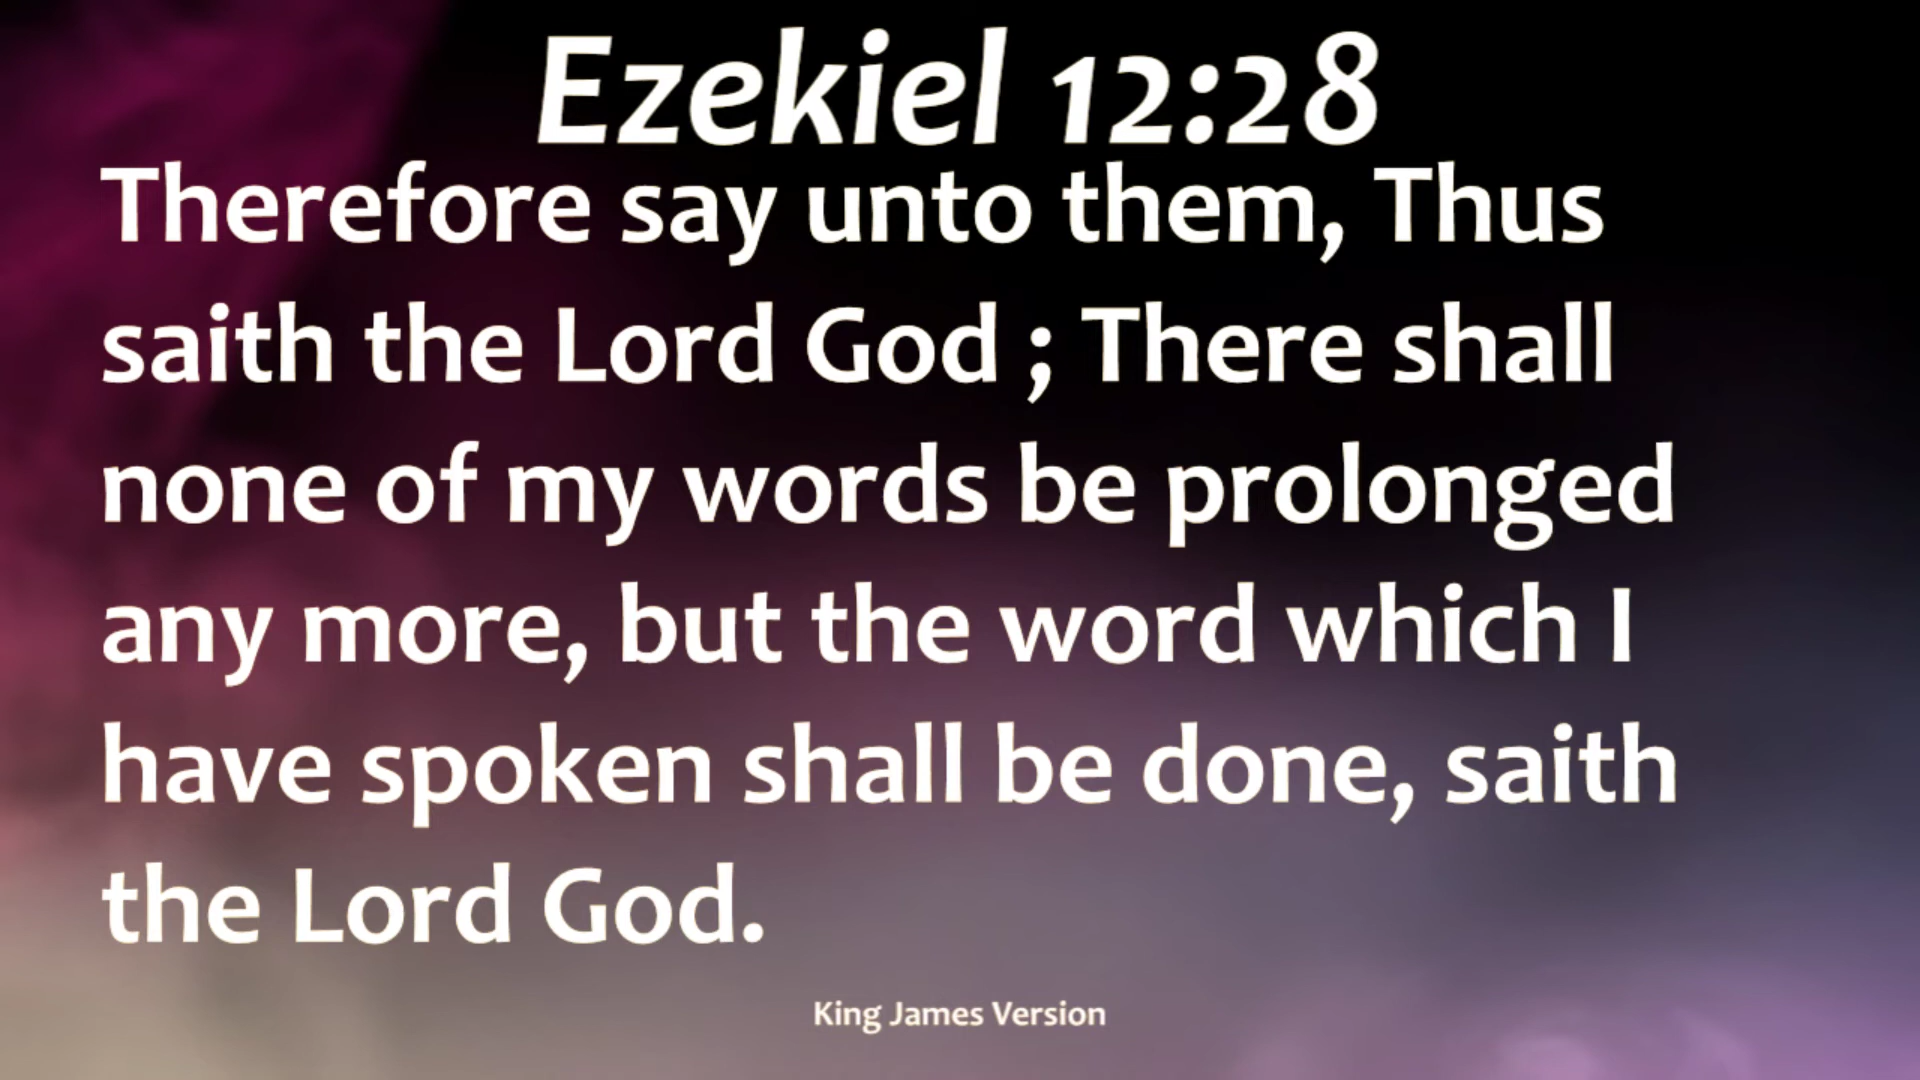 Ezekiel 12:28
Therefore say unto them, Thus
saith the Lord God ; There shall
none of my words be prolonged
any more, but the word which I
have spoken shall be done, saith
the Lord God.
King James Version